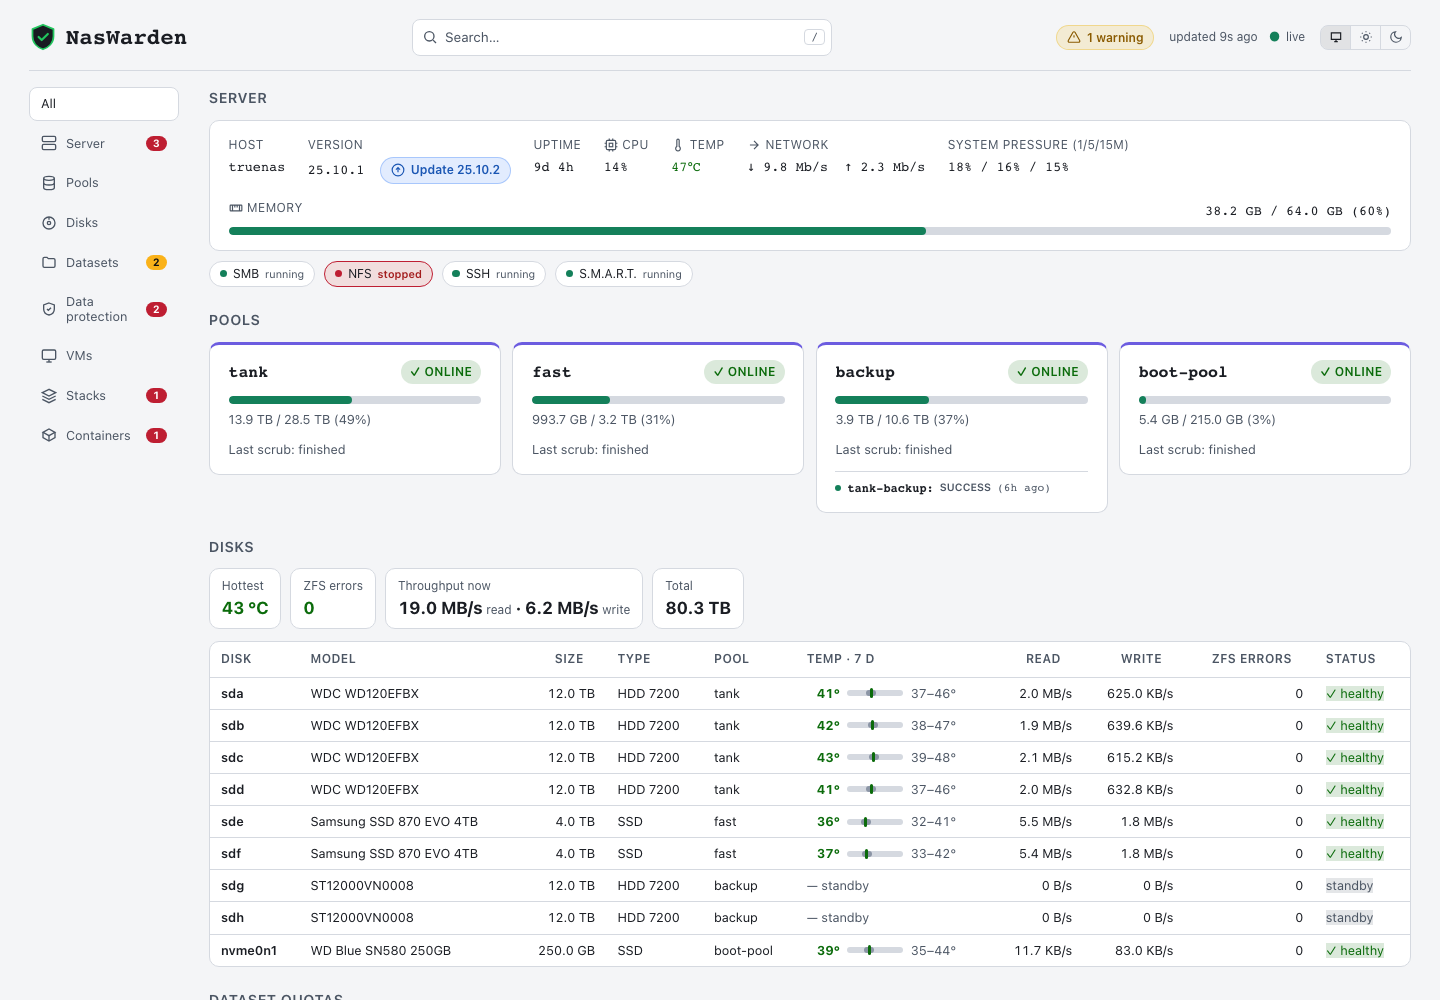 NasWarden
Search...
/
1 warning
updated 9s ago
live
All
Server 3
Pools
Disks
Datasets 2
Data protection 2
VMs
Stacks 1
Containers 1
SERVER
HOST VERSION UPTIME CPU TEMP NETWORK SYSTEM PRESSURE (1/5/15M)
truenas 25.10.1 Update 25.10.2 9d 4h 14% 47°C ↓ 9.8 Mb/s ↑ 2.3 Mb/s 18% / 16% / 15%
MEMORY 38.2 GB / 64.0 GB (60%)
SMB running NFS stopped SSH running S.M.A.R.T. running
POOLS
tank ✓ ONLINE
13.9 TB / 28.5 TB (49%)
Last scrub: finished
fast ✓ ONLINE
993.7 GB / 3.2 TB (31%)
Last scrub: finished
backup ✓ ONLINE
3.9 TB / 10.6 TB (37%)
Last scrub: finished
tank-backup: SUCCESS (6h ago)
boot-pool ✓ ONLINE
5.4 GB / 215.0 GB (3%)
Last scrub: finished
DISKS
Hottest
43 °C
ZFS errors
0
Throughput now
19.0 MB/s read · 6.2 MB/s write
Total
80.3 TB
DISK MODEL SIZE TYPE POOL TEMP · 7 D READ WRITE ZFS ERRORS STATUS
sda WDC WD120EFBX 12.0 TB HDD 7200 tank 41° 37–46° 2.0 MB/s 625.0 KB/s 0 ✓ healthy
sdb WDC WD120EFBX 12.0 TB HDD 7200 tank 42° 38–47° 1.9 MB/s 639.6 KB/s 0 ✓ healthy
sdc WDC WD120EFBX 12.0 TB HDD 7200 tank 43° 39–48° 2.1 MB/s 615.2 KB/s 0 ✓ healthy
sdd WDC WD120EFBX 12.0 TB HDD 7200 tank 41° 37–46° 2.0 MB/s 632.8 KB/s 0 ✓ healthy
sde Samsung SSD 870 EVO 4TB 4.0 TB SSD fast 36° 32–41° 5.5 MB/s 1.8 MB/s 0 ✓ healthy
sdf Samsung SSD 870 EVO 4TB 4.0 TB SSD fast 37° 33–42° 5.4 MB/s 1.8 MB/s 0 ✓ healthy
sdg ST12000VN0008 12.0 TB HDD 7200 backup — standby 0 B/s 0 B/s 0 standby
sdh ST12000VN0008 12.0 TB HDD 7200 backup — standby 0 B/s 0 B/s 0 standby
nvme0n1 WD Blue SN580 250GB 250.0 GB SSD boot-pool 39° 35–44° 11.7 KB/s 83.0 KB/s 0 ✓ healthy
DATASET QUOTAS